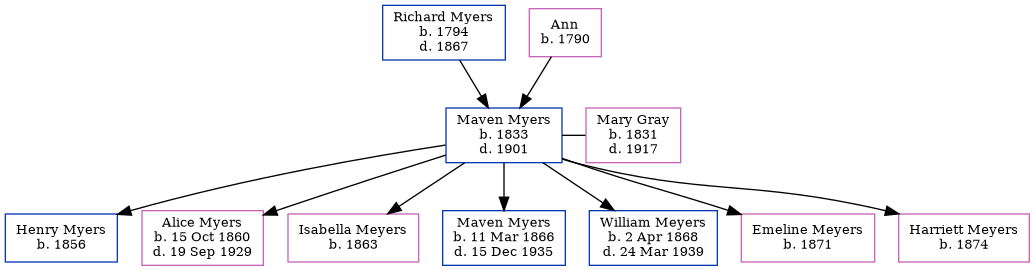 Richard Myers
b. 1794
d. 1867
Ann
b. 1790
Maven Myers
b. 1833
d. 1901
Mary Gray
b. 1831
d. 1917
Henry Myers
b. 1856
Alice Myers
b. 15 Oct 1860
d. 19 Sep 1929
Isabella Meyers
b. 1863
Maven Myers
b. 11 Mar 1866
d. 15 Dec 1935
William Meyers
b. 2 Apr 1868
d. 24 Mar 1939
Emeline Meyers
b. 1871
Harriett Meyers
b. 1874